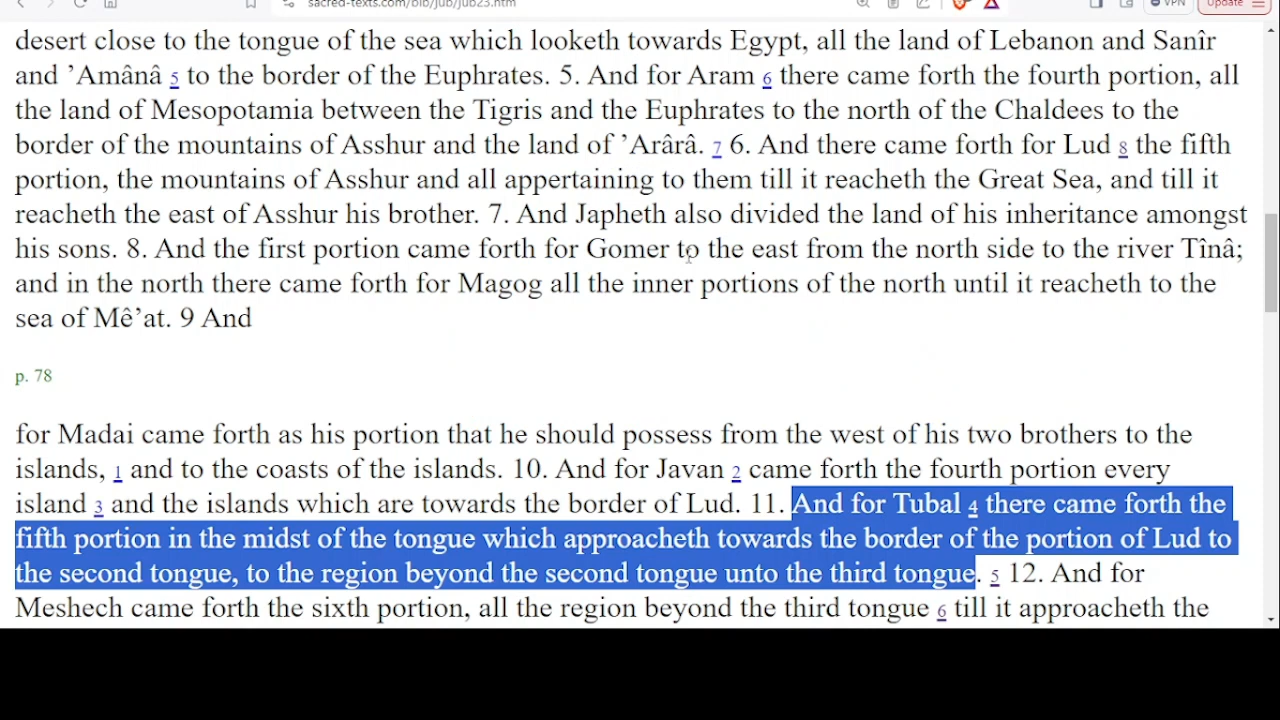 sacred-texts.com/bib/jub/jub23.htm
VPN
Update
desert close to the tongue of the sea which looketh towards Egypt, all the land of Lebanon and Sanîr
and ’Amânâ 5 to the border of the Euphrates. 5. And for Aram 6 there came forth the fourth portion, all
the land of Mesopotamia between the Tigris and the Euphrates to the north of the Chaldees to the
border of the mountains of Asshur and the land of ’Arârâ. 7 6. And there came forth for Lud 8 the fifth
portion, the mountains of Asshur and all appertaining to them till it reacheth the Great Sea, and till it
reacheth the east of Asshur his brother. 7. And Japheth also divided the land of his inheritance amongst
his sons. 8. And the first portion came forth for Gomer to the east from the north side to the river Tînâ;
and in the north there came forth for Magog all the inner portions of the north until it reacheth to the
sea of Mê’at. 9 And
p. 78
for Madai came forth as his portion that he should possess from the west of his two brothers to the
islands, 1 and to the coasts of the islands. 10. And for Javan 2 came forth the fourth portion every
island 3 and the islands which are towards the border of Lud. 11. And for Tubal 4 there came forth the
fifth portion in the midst of the tongue which approacheth towards the border of the portion of Lud to
the second tongue, to the region beyond the second tongue unto the third tongue. 5 12. And for
Meshech came forth the sixth portion, all the region beyond the third tongue 6 till it approacheth the